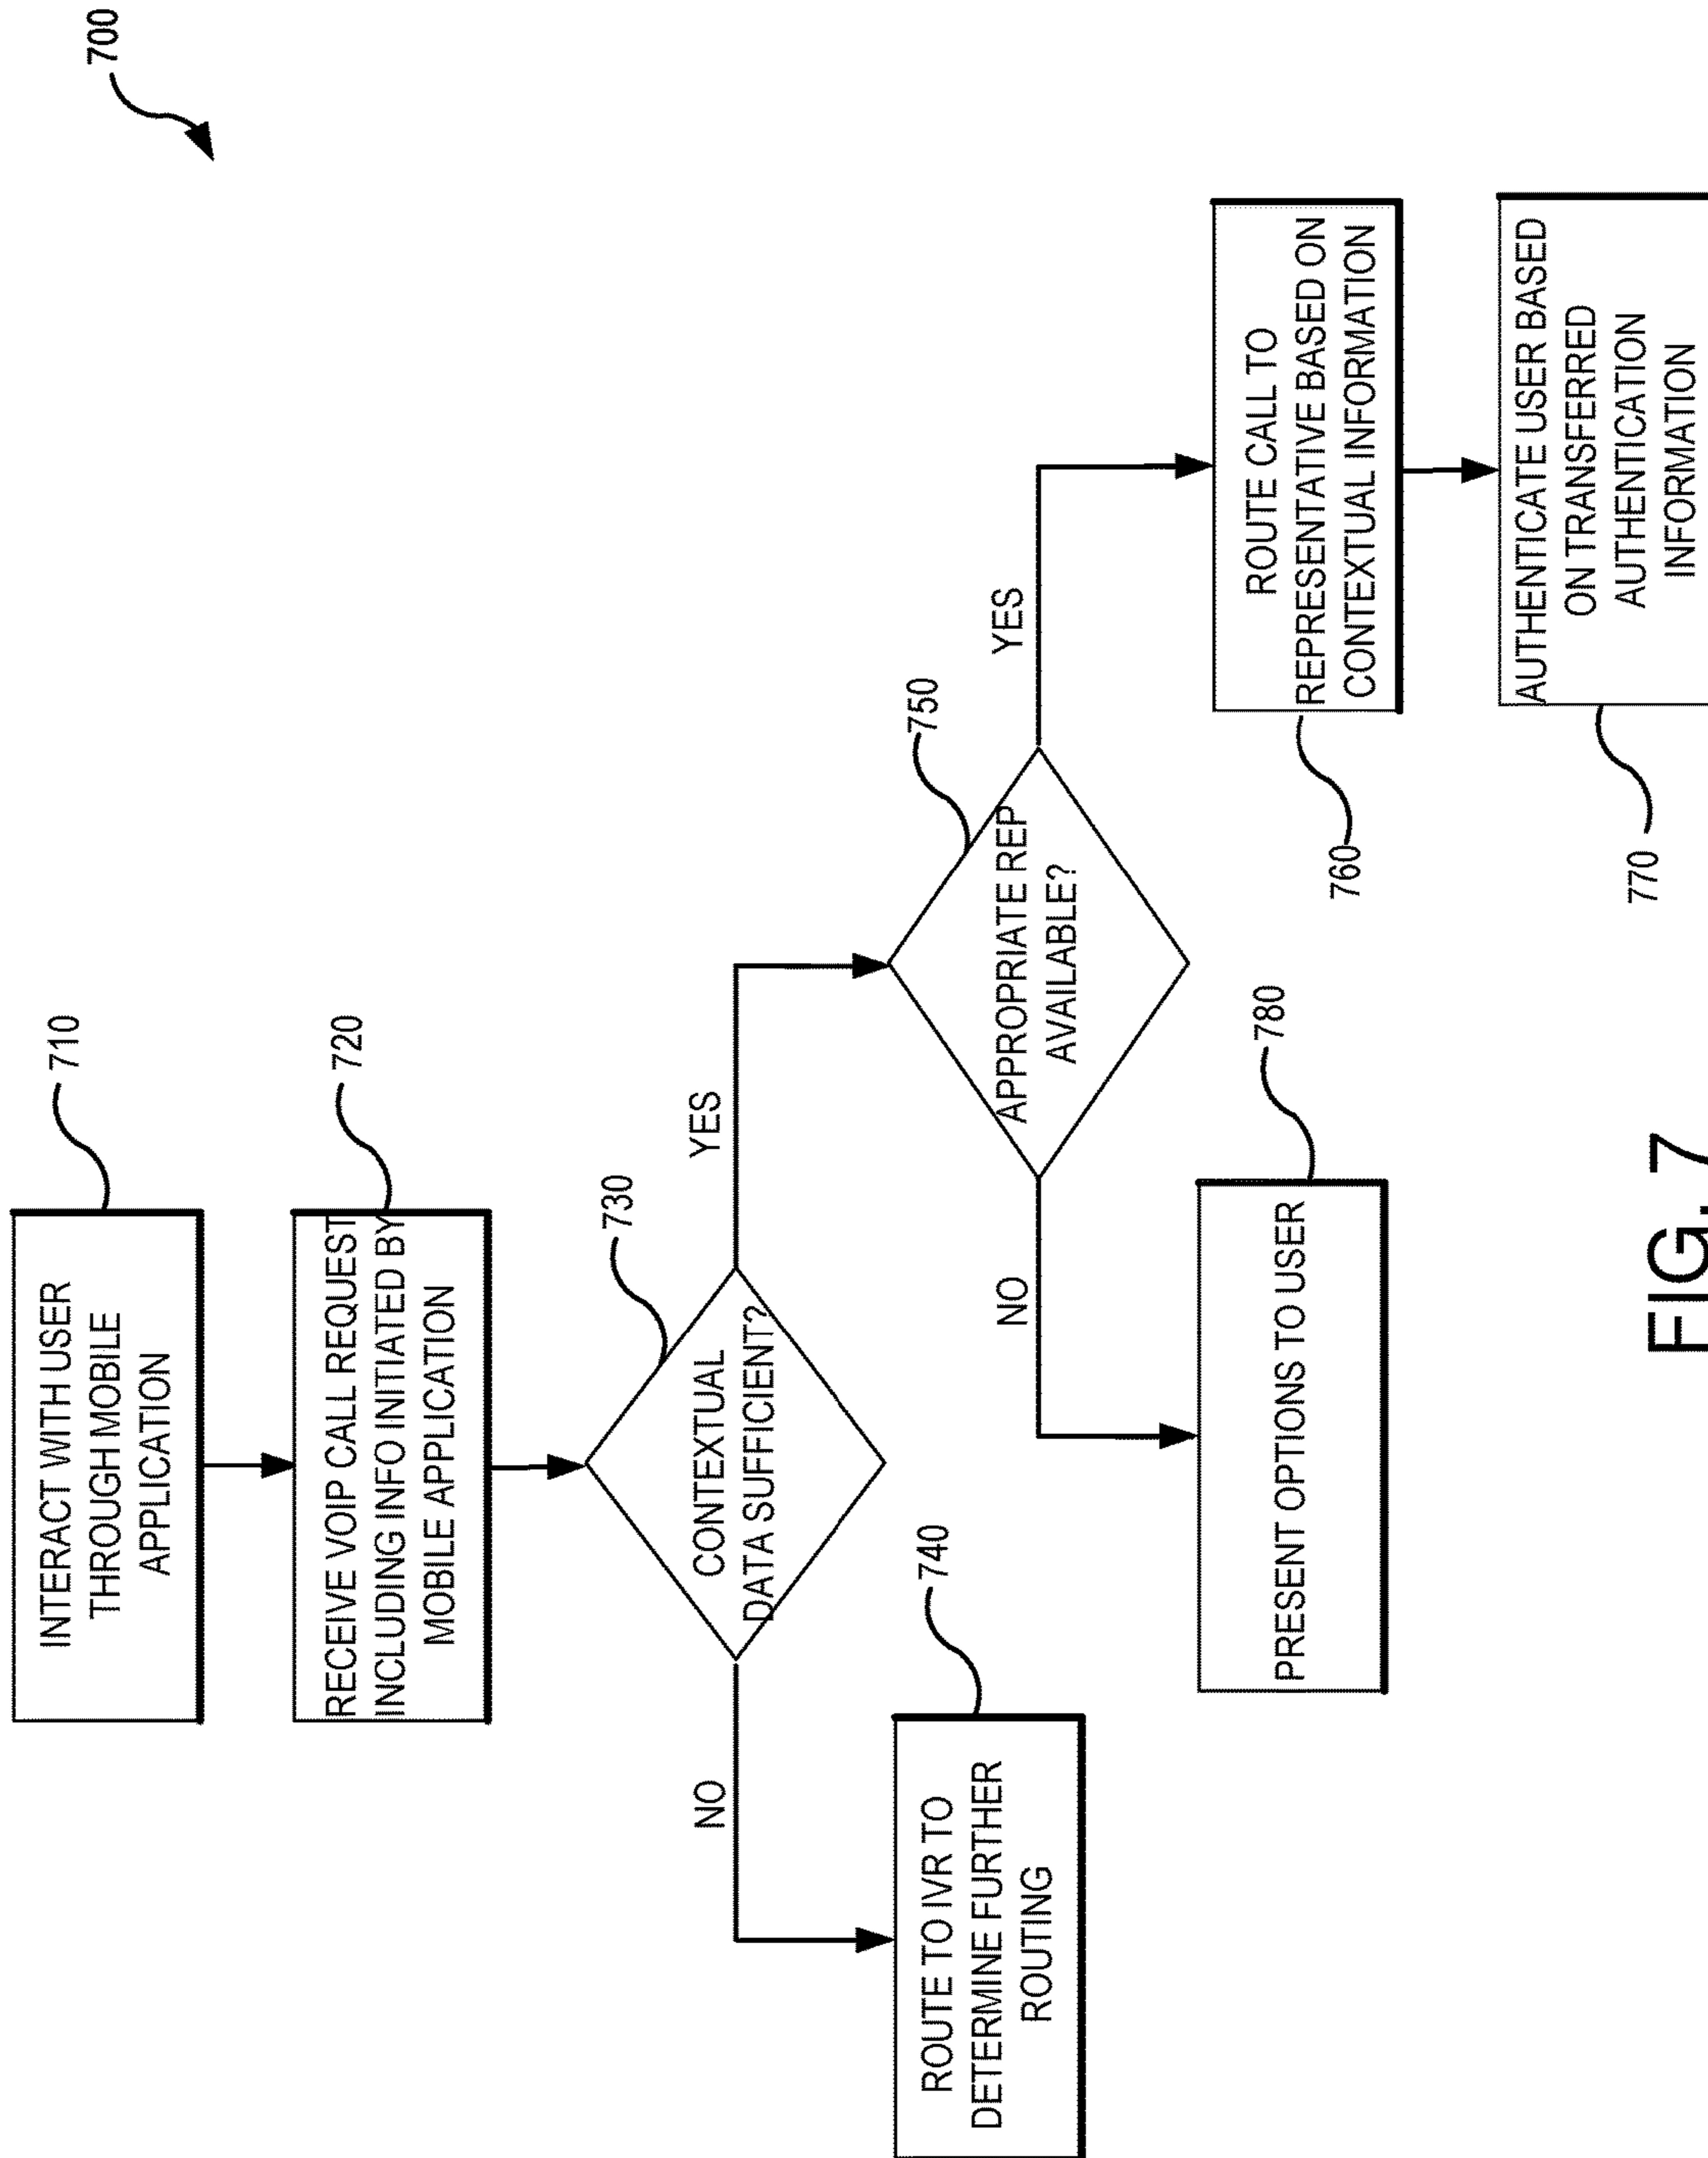 700
INTERACT WITH USER
THROUGH MOBILE
APPLICATION
710
RECEIVE VOIP CALL REQUEST
INCLUDING INFO INITIATED BY
MOBILE APPLICATION
720
CONTEXTUAL
DATA SUFFICIENT?
730
NO
YES
ROUTE TO IVR TO
DETERMINE FURTHER
ROUTING
740
APPROPRIATE REP
AVAILABLE?
750
NO
YES
PRESENT OPTIONS TO USER
780
ROUTE CALL TO
REPRESENTATIVE BASED ON
CONTEXTUAL INFORMATION
760
AUTHENTICATE USER BASED
ON TRANSFERRED
AUTHENTICATION
INFORMATION
770
FIG. 7